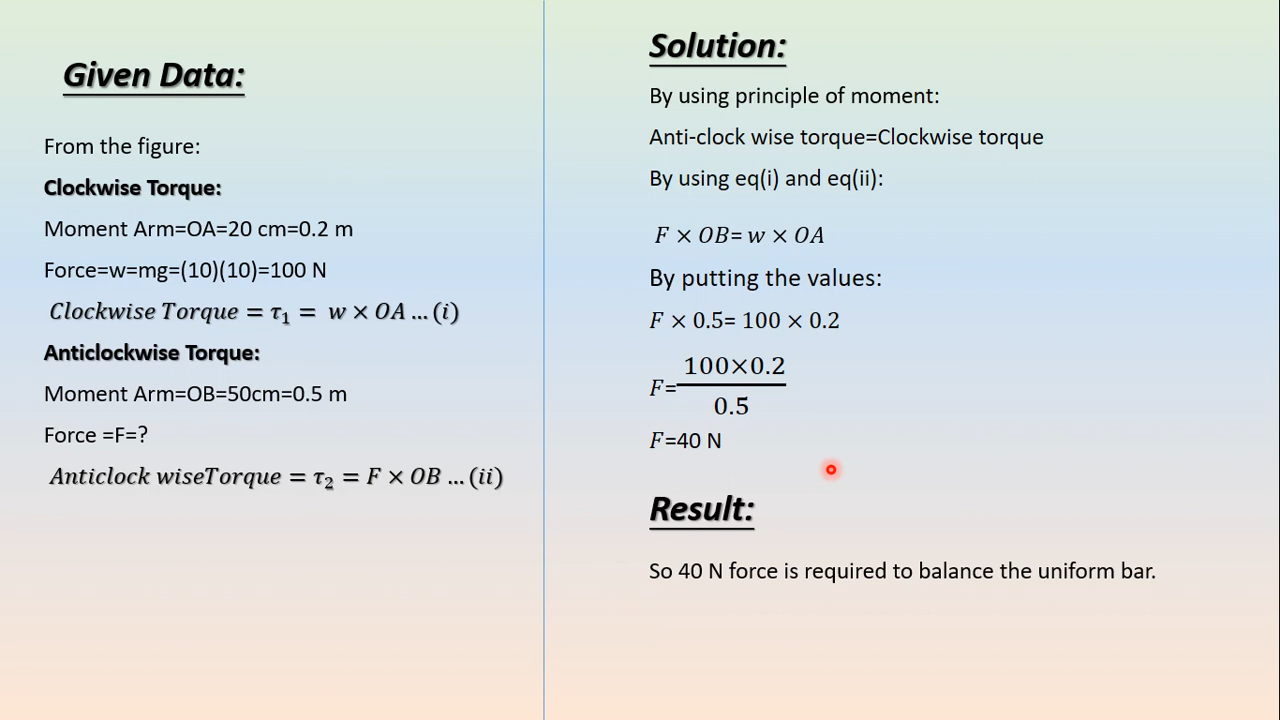 Given Data:
From the figure:
Clockwise Torque:
Moment Arm=OA=20 cm=0.2 m
Force=w=mg=(10)(10)=100 N
Clockwise Torque = τ₁ = w × OA ... (i)
Anticlockwise Torque:
Moment Arm=OB=50cm=0.5 m
Force =F=?
Anticlock wiseTorque = τ₂ = F × OB ... (ii)
Solution:
By using principle of moment:
Anti-clock wise torque=Clockwise torque
By using eq(i) and eq(ii):
F × OB= w × OA
By putting the values:
F × 0.5= 100 × 0.2
F=
100×0.2
0.5
F=40 N
Result:
So 40 N force is required to balance the uniform bar.